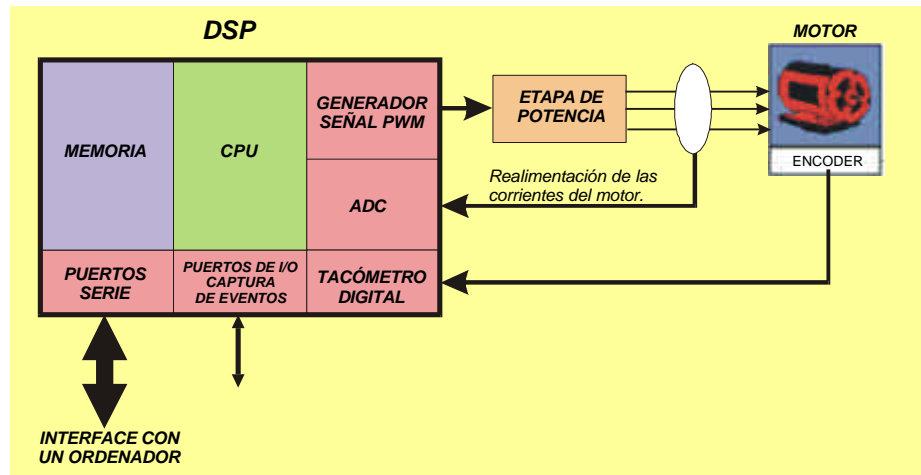 DSP
MOTOR
MEMORIA
CPU
GENERADOR
SEÑAL PWM
ETAPA DE
POTENCIA
ENCODER
ADC
Realimentación de las
corrientes del motor.
PUERTOS
SERIE
PUERTOS DE I/O
CAPTURA
DE EVENTOS
TACÓMETRO
DIGITAL
INTERFACE CON
UN ORDENADOR